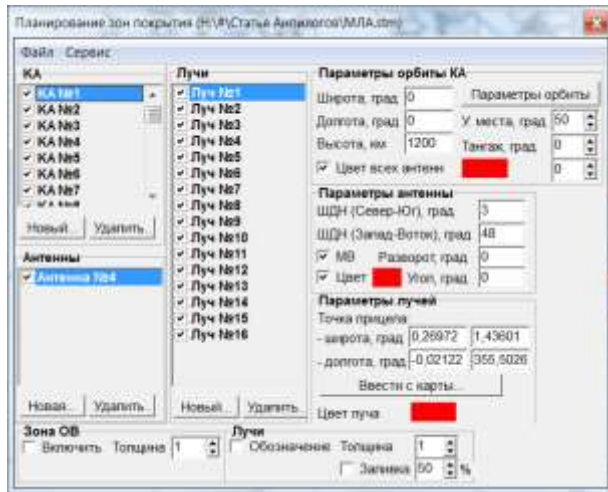 Планирование зон покрытия (H:\#\Статья Анпилогов\МЛА.stm)
Файл Сервис
КА
КА №1
КА №2
КА №3
КА №4
КА №5
КА №6
КА №7
Новый... Удалить
Антенны
Антенна №4
Новая... Удалить
Лучи
Луч №1
Луч №2
Луч №3
Луч №4
Луч №5
Луч №6
Луч №7
Луч №8
Луч №9
Луч №10
Луч №11
Луч №12
Луч №13
Луч №14
Луч №15
Луч №16
Новый... Удалить
Параметры орбиты КА
Широта, град 0 Параметры орбиты
Долгота, град 0 У. места, град 50
Высота, км 1200 Тангаж, град 0
Цвет всех антенн 0
Параметры антенны
ШДН (Север-Юг), град 3
ШДН (Запад-Воток), град 48
МВ Разворот, град 0
Цвет Угол, град 0
Параметры лучей
Точка прицела:
- широта, град 0,26972 1,43601
- долгота, град -0,02122 355,5026
Ввести с карты...
Цвет луча
Зона ОВ
Включить Толщина 1
Лучи
Обозначение Толщина 1
Заливка 50 %